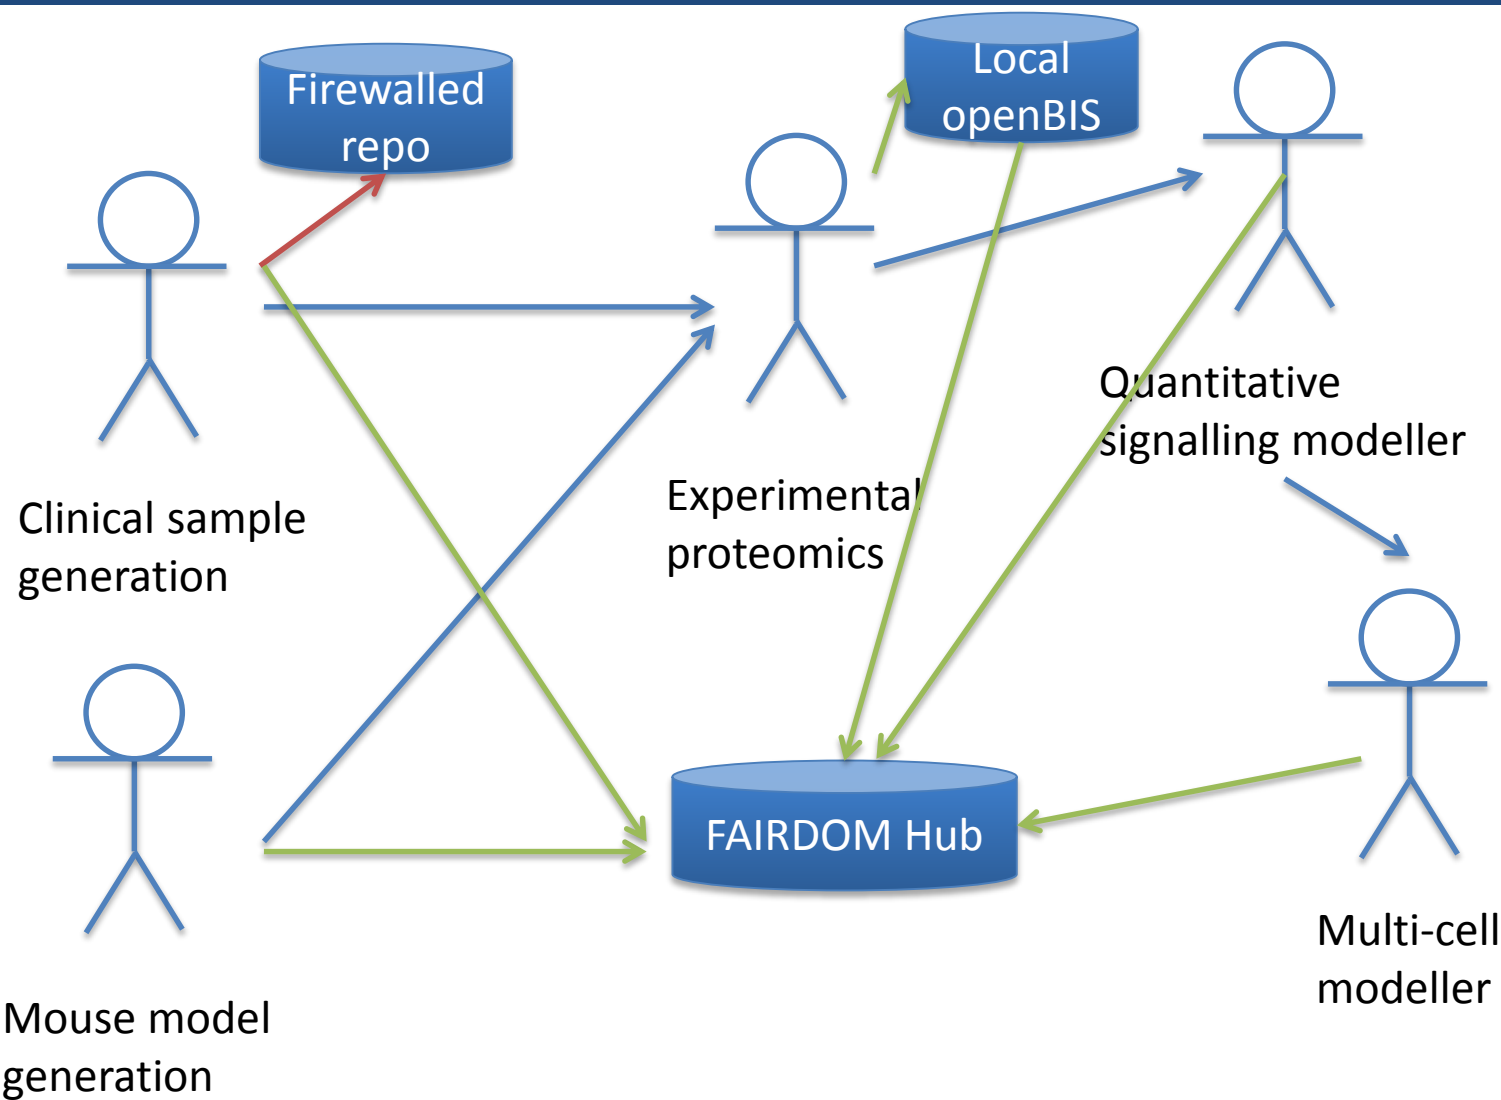 Firewalled
repo
Local
openBIS
Quantitative
signalling modeller
Clinical sample
generation
Experimental
proteomics
FAIRDOM Hub
Multi-cell
modeller
Mouse model
generation